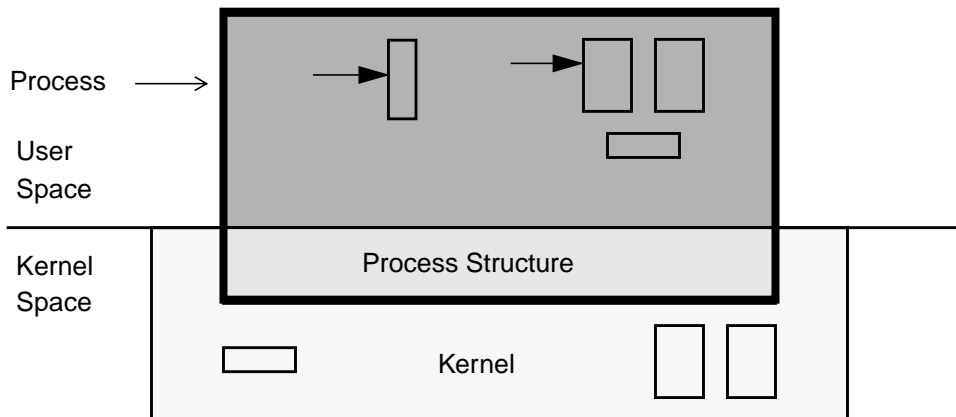 Process
User
Space
Kernel
Space
Process Structure
Kernel